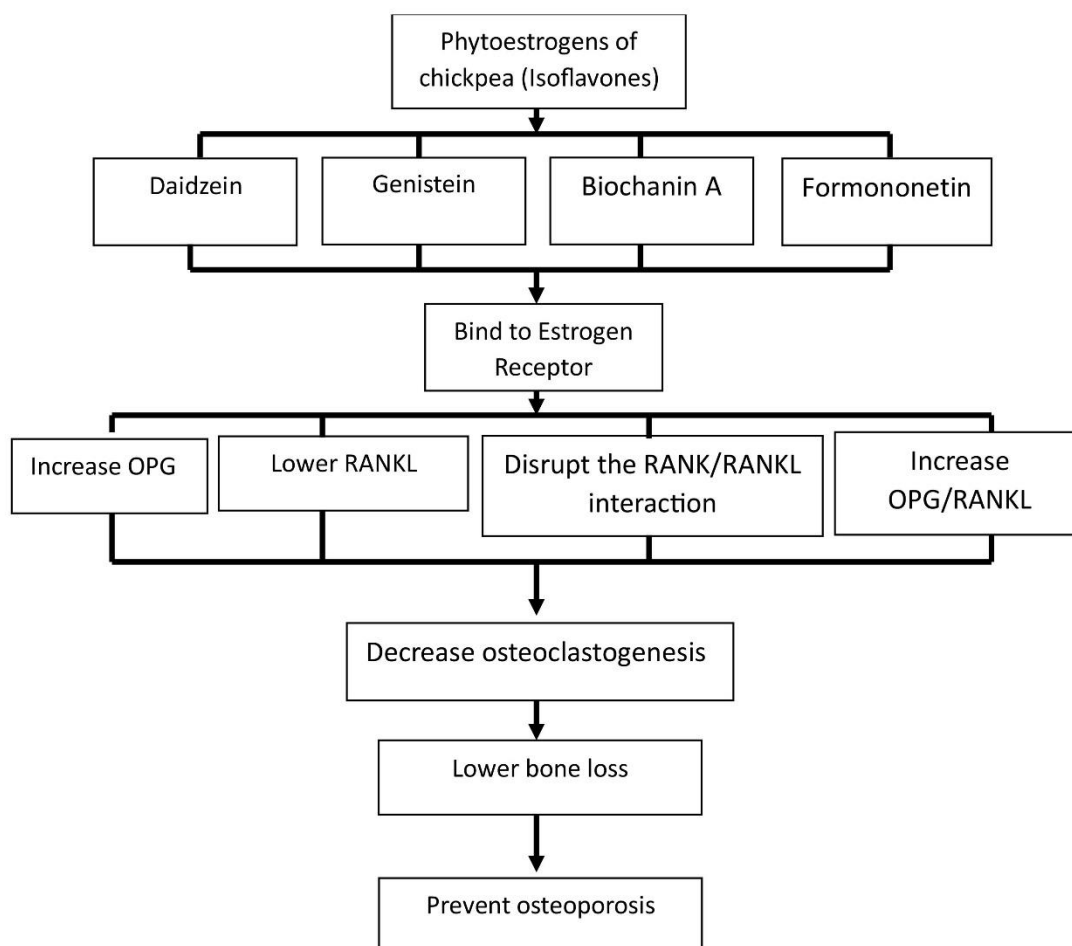 Phytoestrogens of
chickpea (Isoflavones)
Daidzein
Genistein
Biochanin A
Formononetin
Bind to Estrogen
Receptor
Increase OPG
Lower RANKL
Disrupt the RANK/RANKL
interaction
Increase
OPG/RANKL
Decrease osteoclastogenesis
Lower bone loss
Prevent osteoporosis